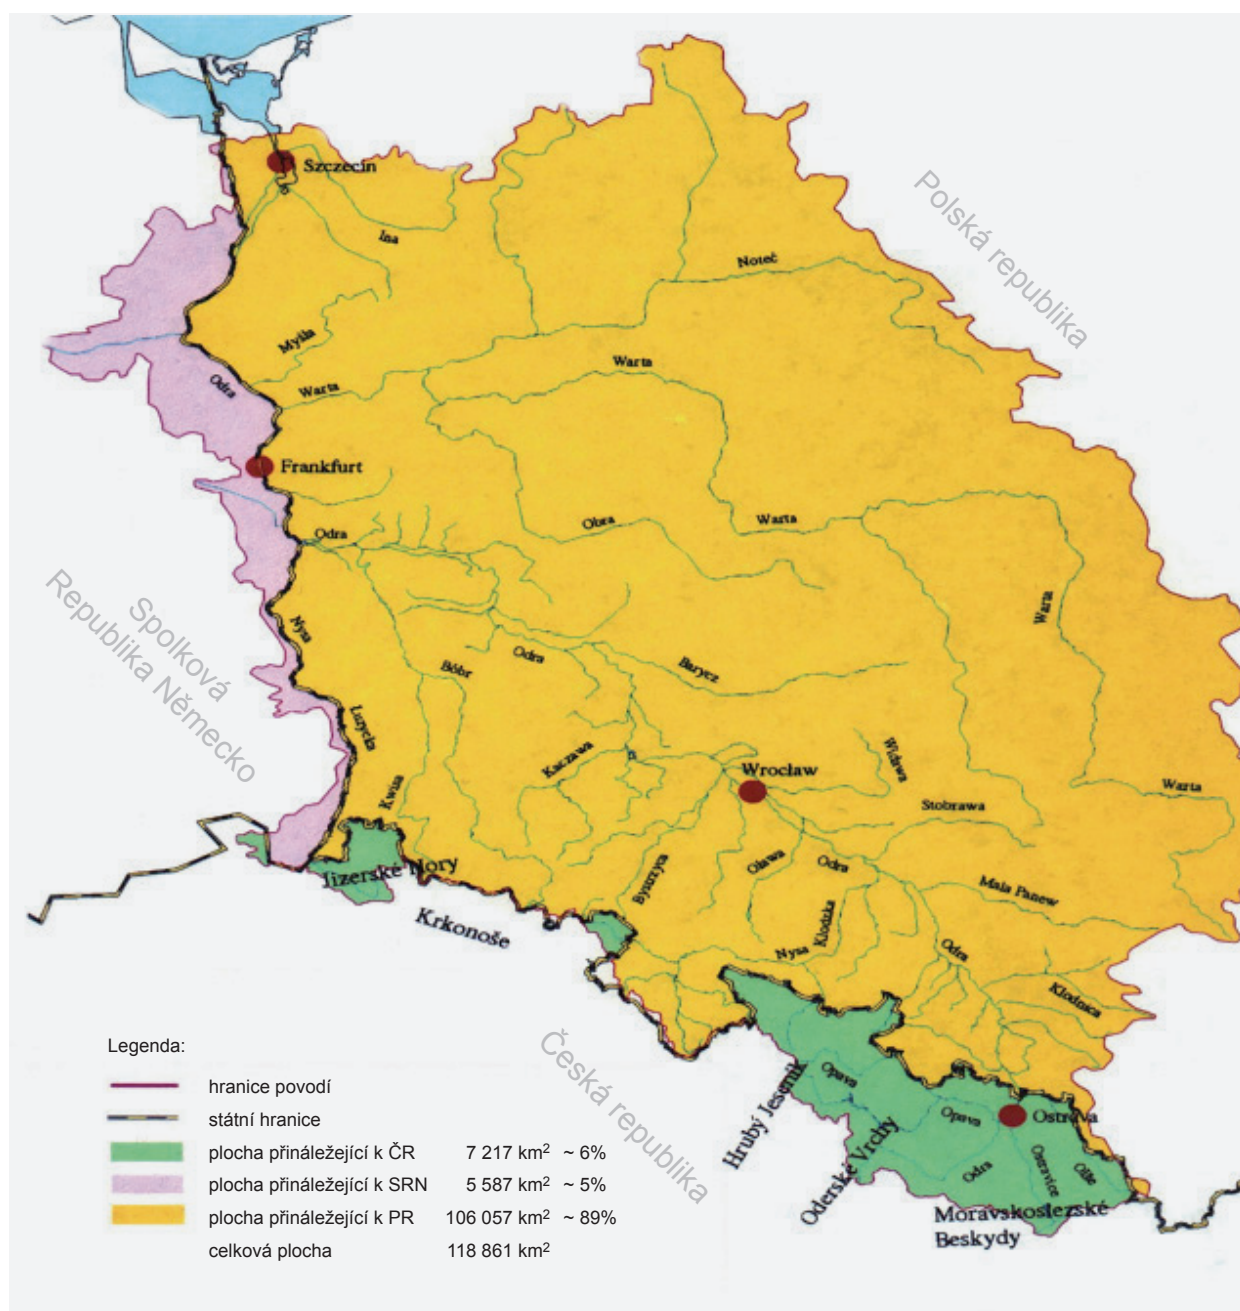 Szczecin
Ina
Noteč
Polská republika
Myśla
Odra
Warta
Warta
Frankfurt
Odra
Obra
Warta
Warta
Spolková
Republika Německo
Nysa
Łużycka
Bóbr
Odra
Barycz
Kaczawa
Kwisa
Wrocław
Widawa
Stobrawa
Warta
Jizerské Hory
Krkonoše
Bystrzyca
Oława
Odra
Mala Panew
Nysa
Kłodzka
Odra
Kłodnica
Česká republika
Hrubý Jeseník
Opava
Opava
Ostrava
Oderské Vrchy
Odra
Ostravice
Olše
Moravskoslezské
Beskydy
Legenda:
hranice povodí
státní hranice
plocha přináležející k ČR 7 217 km² ~ 6%
plocha přináležející k SRN 5 587 km² ~ 5%
plocha přináležející k PR 106 057 km² ~ 89%
celková plocha 118 861 km²